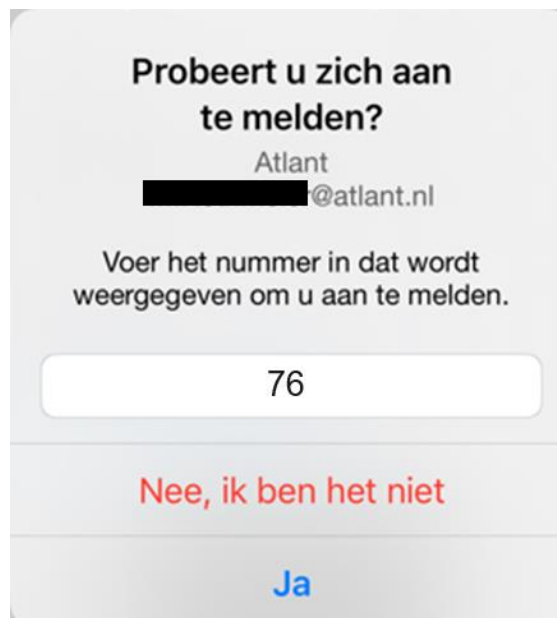 Probeert u zich aan
te melden?
Atlant
@atlant.nl
Voer het nummer in dat wordt
weergegeven om u aan te melden.
76
Nee, ik ben het niet
Ja